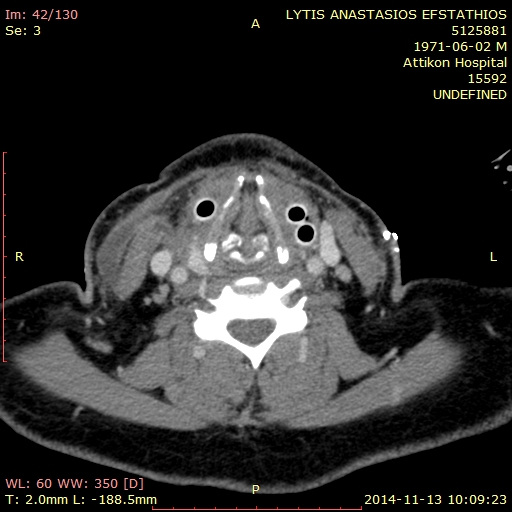 Im: 42/130
Se: 3
A
LYTIS ANASTASIOS EFSTATHIOS
5125881
1971-06-02 M
Attikon Hospital
15592
UNDEFINED
R
L
WL: 60 WW: 350 [D]
T: 2.0mm L: -188.5mm
P
2014-11-13 10:09:23